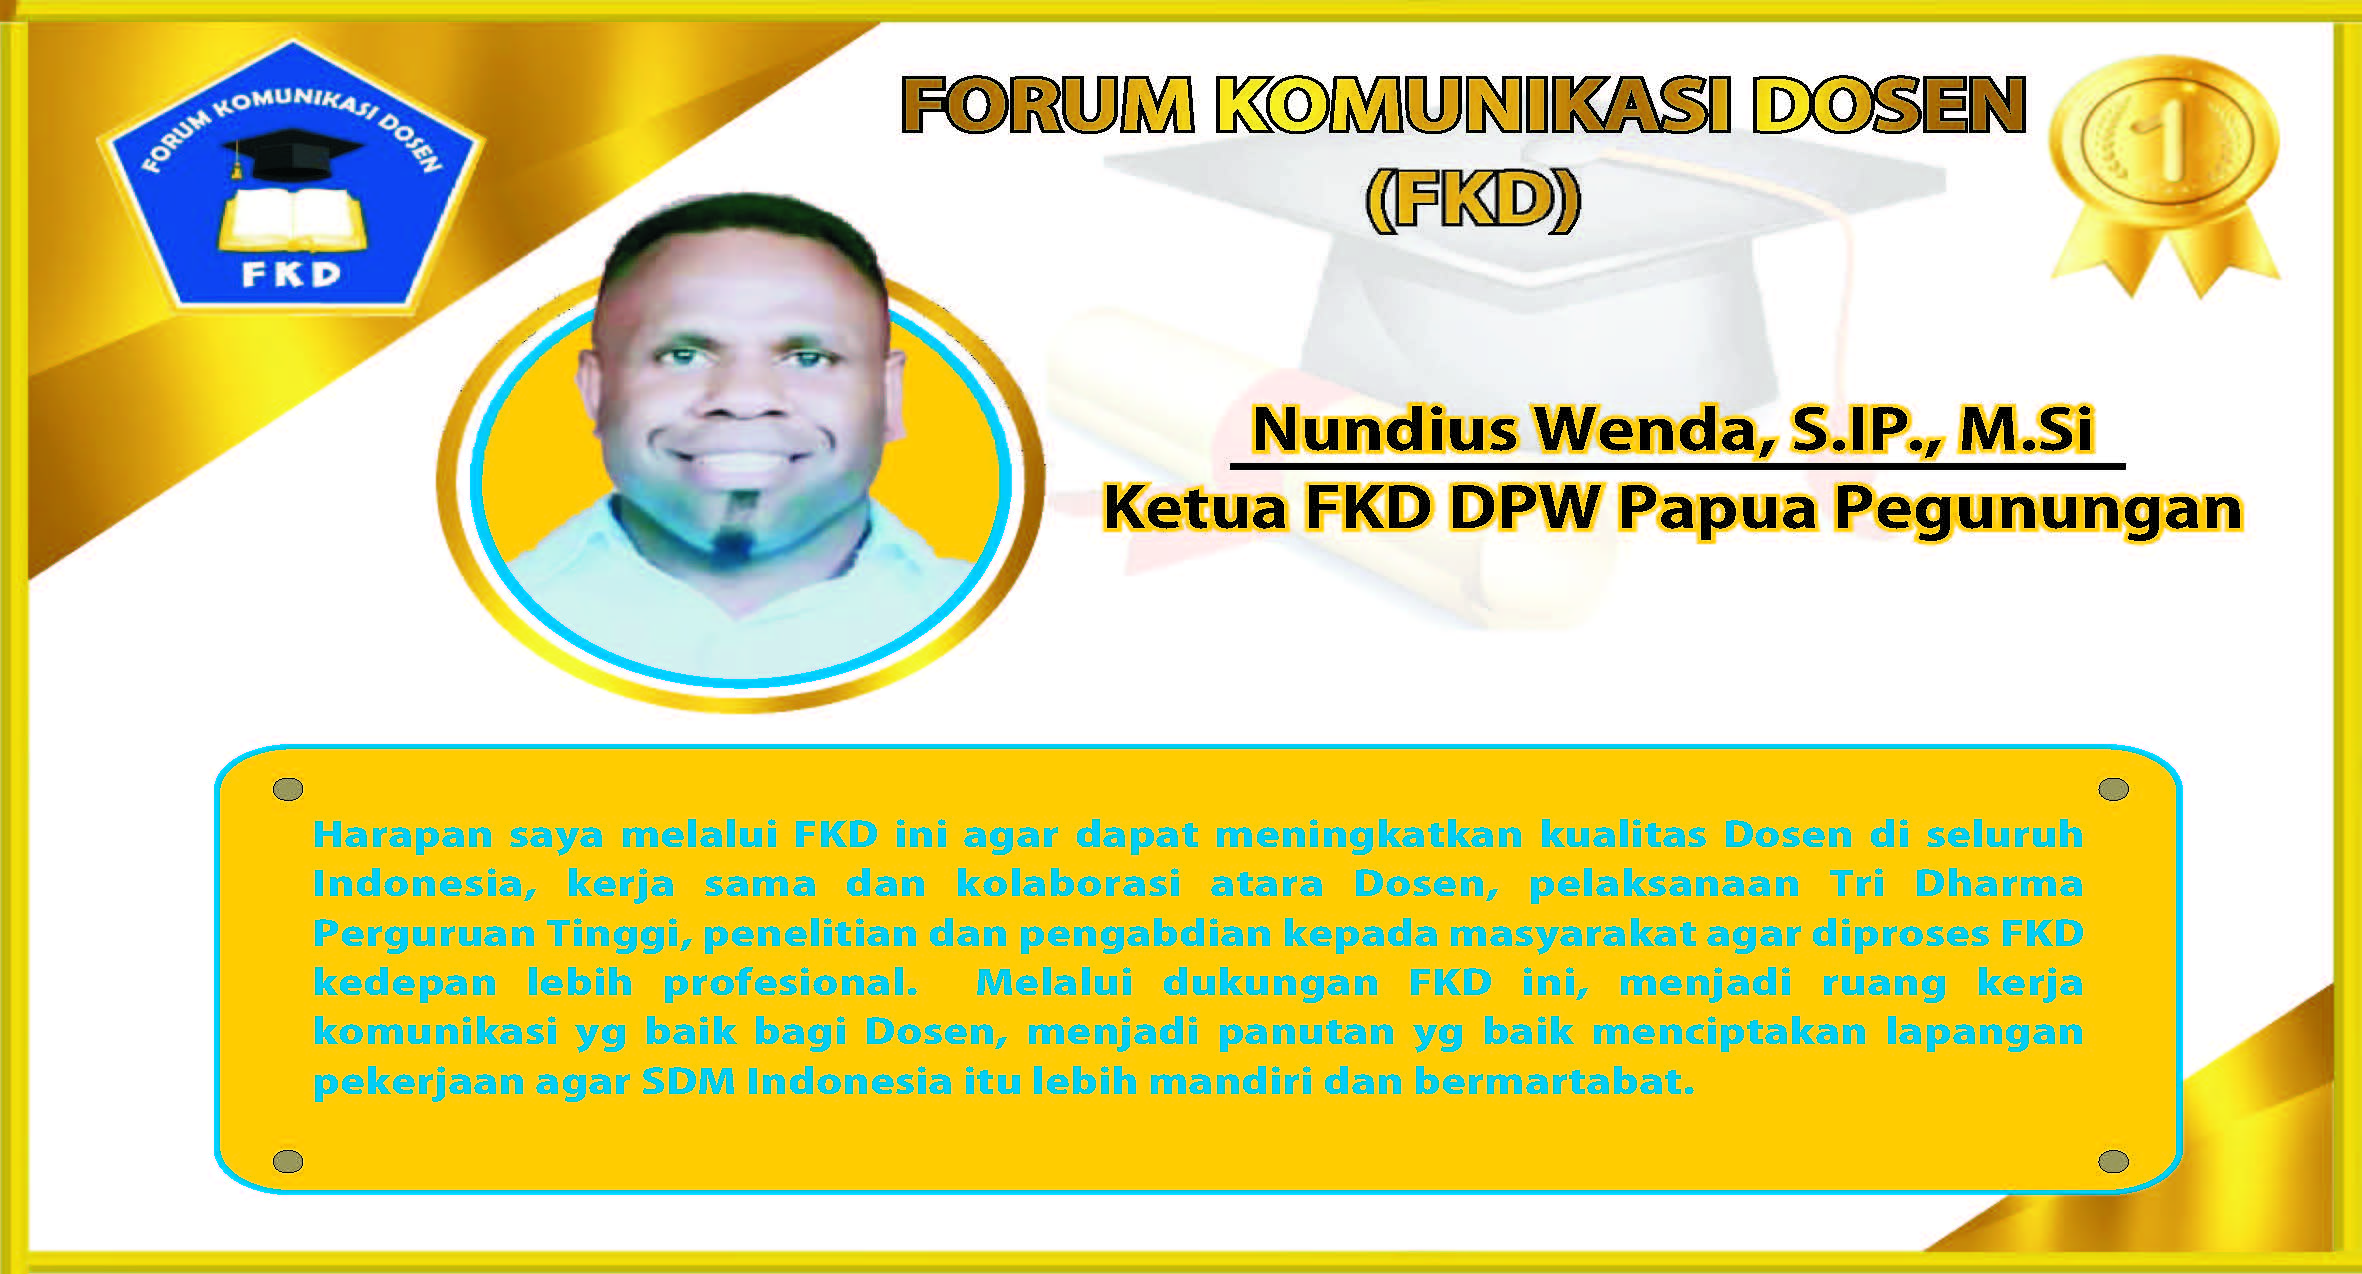 FORUM KOMUNIKASI DOSEN
FKD
FORUM KOMUNIKASI DOSEN
(FKD)
1
Nundius Wenda, S.IP., M.Si
Ketua FKD DPW Papua Pegunungan
Harapan saya melalui FKD ini agar dapat meningkatkan kualitas Dosen di seluruh
Indonesia, kerja sama dan kolaborasi atara Dosen, pelaksanaan Tri Dharma
Perguruan Tinggi, penelitian dan pengabdian kepada masyarakat agar diproses FKD
kedepan lebih profesional. Melalui dukungan FKD ini, menjadi ruang kerja
komunikasi yg baik bagi Dosen, menjadi panutan yg baik menciptakan lapangan
pekerjaan agar SDM Indonesia itu lebih mandiri dan bermartabat.